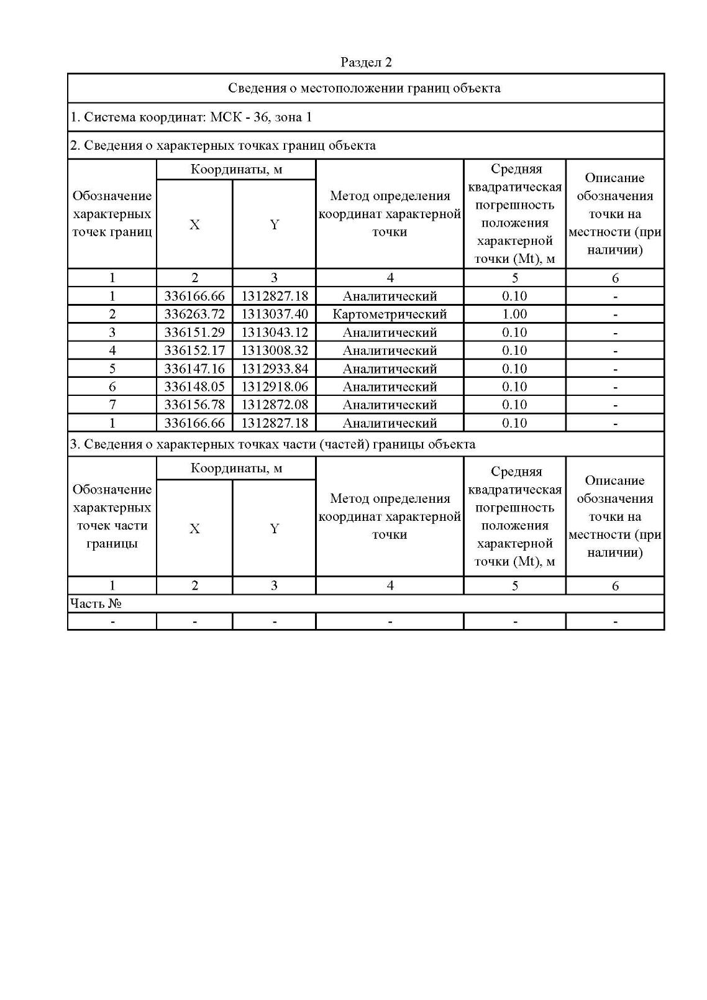 Раздел 2
Сведения о местоположении границ объекта
1. Система координат: МСК - 36, зона 1
2. Сведения о характерных точках границ объекта
Обозначение
характерных
точек границ
Координаты, м
X
Y
Метод определения
координат характерной
точки
Средняя
квадратическая
погрешность
положения
характерной
точки (Mt), м
Описание
обозначения
точки на
местности (при
наличии)
1 2 3 4 5 6
1 336166.66 1312827.18 Аналитический 0.10 -
2 336263.72 1313037.40 Картометрический 1.00 -
3 336151.29 1313043.12 Аналитический 0.10 -
4 336152.17 1313008.32 Аналитический 0.10 -
5 336147.16 1312933.84 Аналитический 0.10 -
6 336148.05 1312918.06 Аналитический 0.10 -
7 336156.78 1312872.08 Аналитический 0.10 -
1 336166.66 1312827.18 Аналитический 0.10 -
3. Сведения о характерных точках части (частей) границы объекта
Обозначение
характерных
точек части
границы
Координаты, м
X
Y
Метод определения
координат характерной
точки
Средняя
квадратическая
погрешность
положения
характерной
точки (Mt), м
Описание
обозначения
точки на
местности (при
наличии)
1 2 3 4 5 6
Часть №
- - - - - -